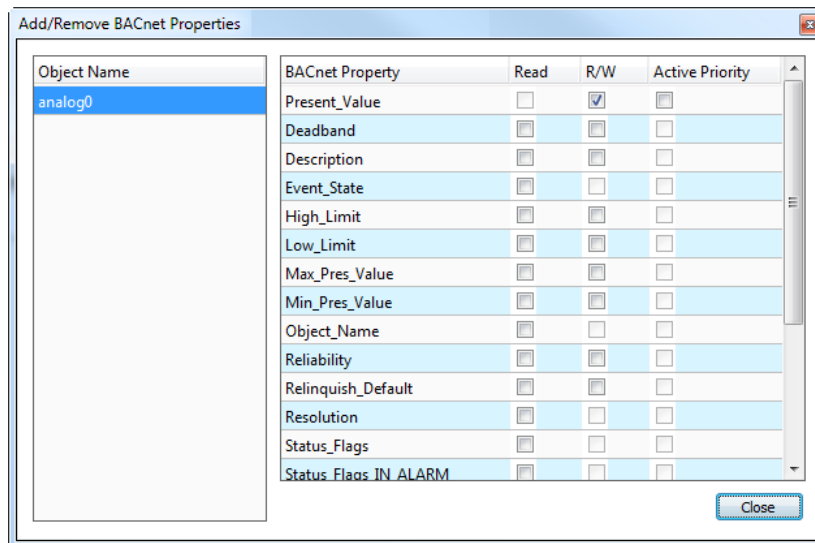 Add/Remove BACnet Properties
Object Name
analog0
BACnet Property Read R/W Active Priority
Present_Value
Deadband
Description
Event_State
High_Limit
Low_Limit
Max_Pres_Value
Min_Pres_Value
Object_Name
Reliability
Relinquish_Default
Resolution
Status_Flags
Status_Flags_IN_ALARM
Close